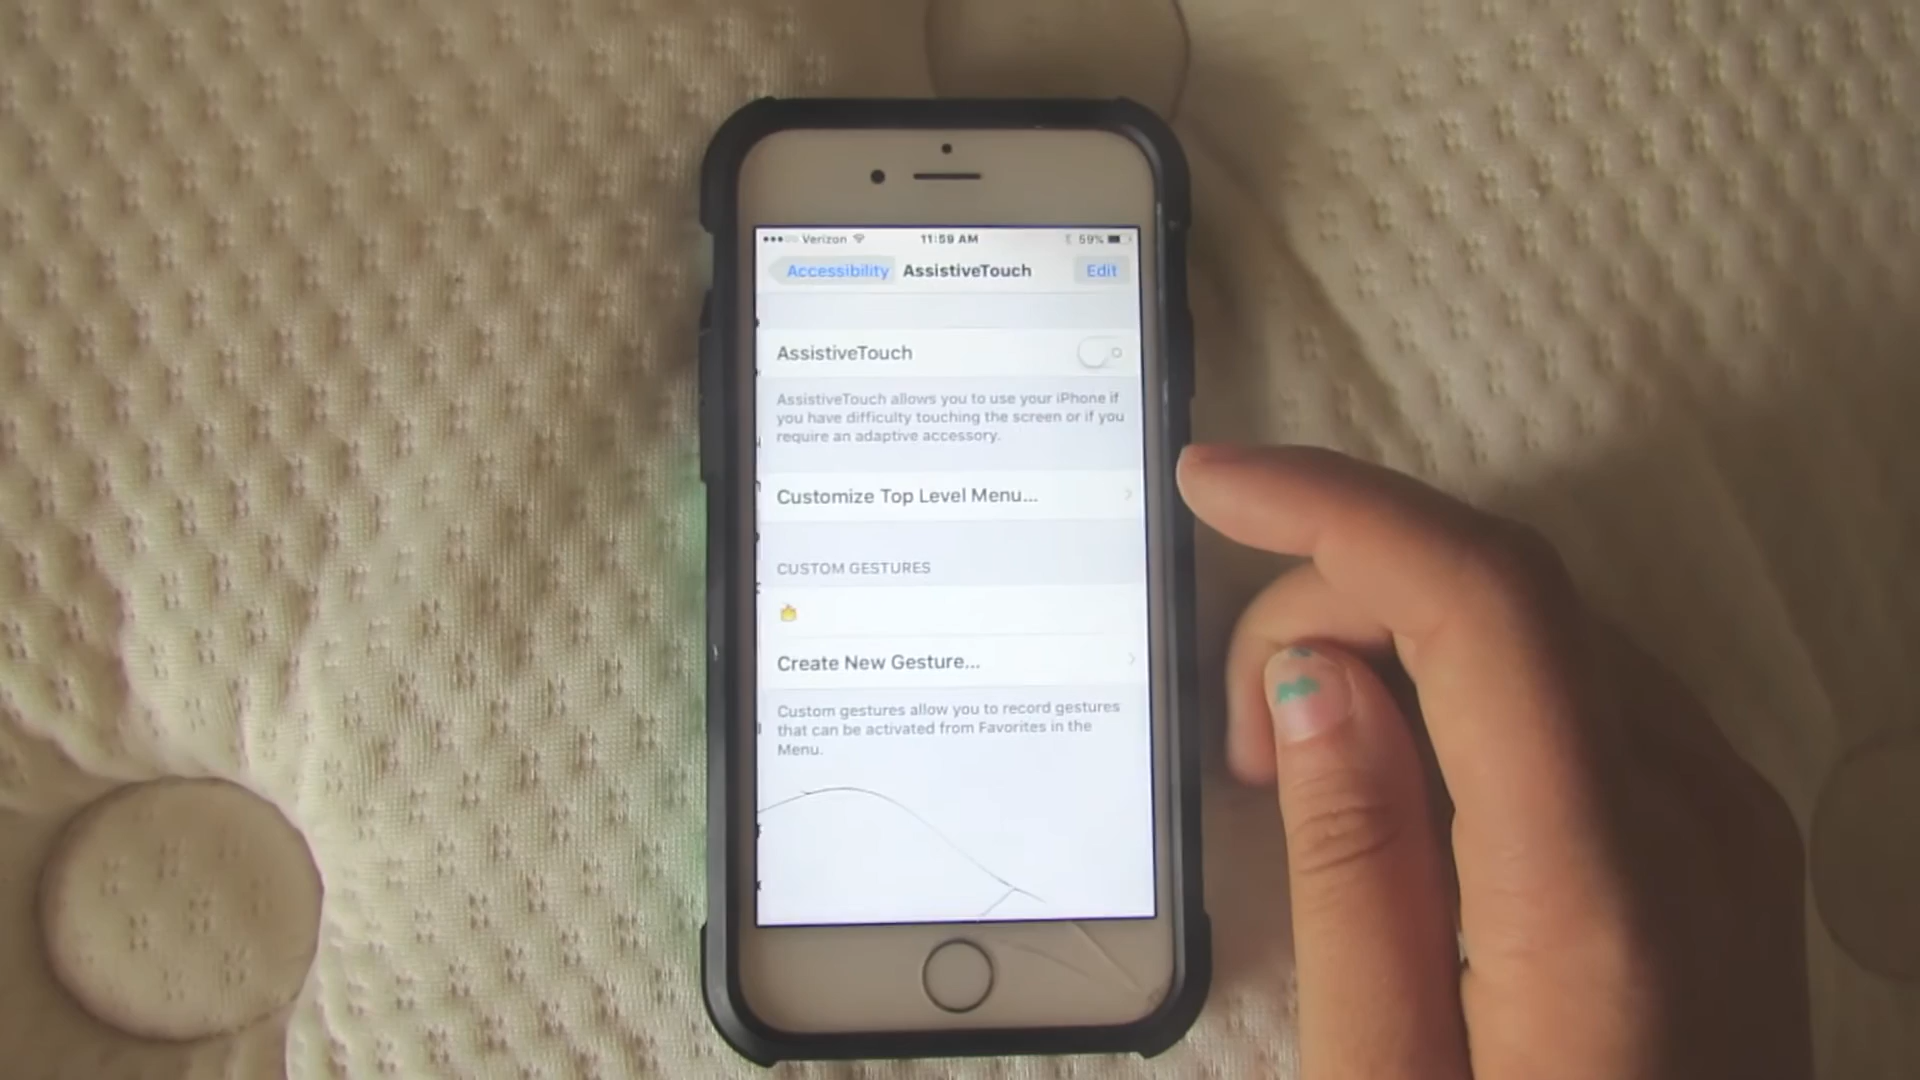 Verizon 11:59 AM 59%
Accessibility AssistiveTouch Edit
AssistiveTouch
AssistiveTouch allows you to use your iPhone if
you have difficulty touching the screen or if you
require an adaptive accessory.
Customize Top Level Menu...
CUSTOM GESTURES
Create New Gesture...
Custom gestures allow you to record gestures
that can be activated from Favorites in the
Menu.